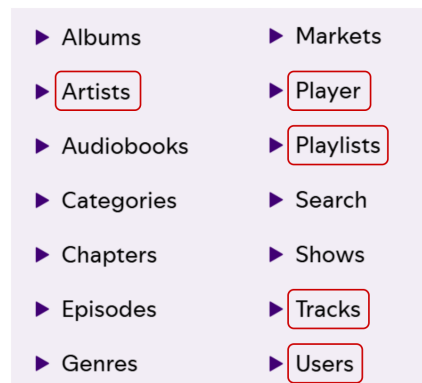 Albums
Artists
Audiobooks
Categories
Chapters
Episodes
Genres
Markets
Player
Playlists
Search
Shows
Tracks
Users